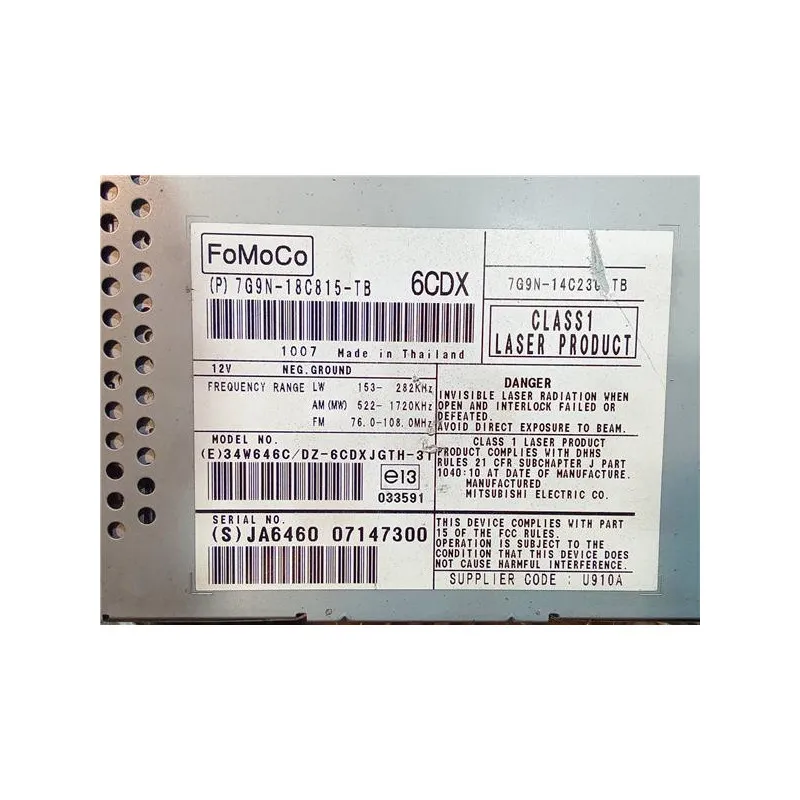 FoMoCo
(P) 7G9N-18C815-TB 6CDX
1007 Made in Thailand
12V NEG.GROUND
FREQUENCY RANGE LW 153- 282KHz
AM (MW) 522- 1720KHz
FM 76.0-108.0MHz
MODEL NO.
(E)34W646C/DZ-6CDXJGTH-3T
e13
033591
SERIAL NO.
(S)JA6460 07147300
CLASS1
LASER PRODUCT
DANGER
INVISIBLE LASER RADIATION WHEN
OPEN AND INTERLOCK FAILED OR
DEFEATED.
AVOID DIRECT EXPOSURE TO BEAM.
CLASS 1 LASER PRODUCT
PRODUCT COMPLIES WITH DHHS
RULES 21 CFR SUBCHAPTER J PART
1040:10 AT DATE OF MANUFACTURE.
MANUFACTURED
MITSUBISHI ELECTRIC CO.
THIS DEVICE COMPLIES WITH PART
15 OF THE FCC RULES.
OPERATION IS SUBJECT TO THE
CONDITION THAT THIS DEVICE DOES
NOT CAUSE HARMFUL INTERFERENCE.
SUPPLIER CODE : U910A